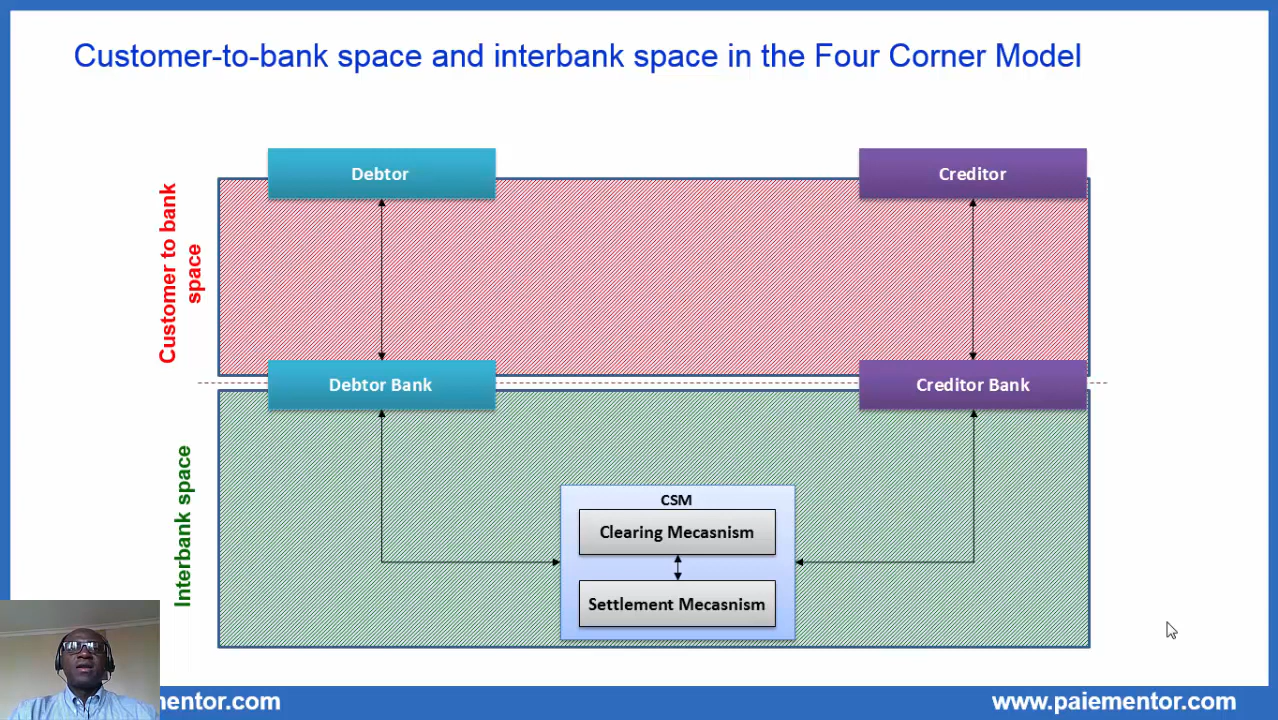 Customer-to-bank space and interbank space in the Four Corner Model
Debtor
Creditor
Customer to bank
space
Debtor Bank
Creditor Bank
Interbank space
CSM
Clearing Mecasnism
Settlement Mecasnism
mentor.com
www.paiementor.com